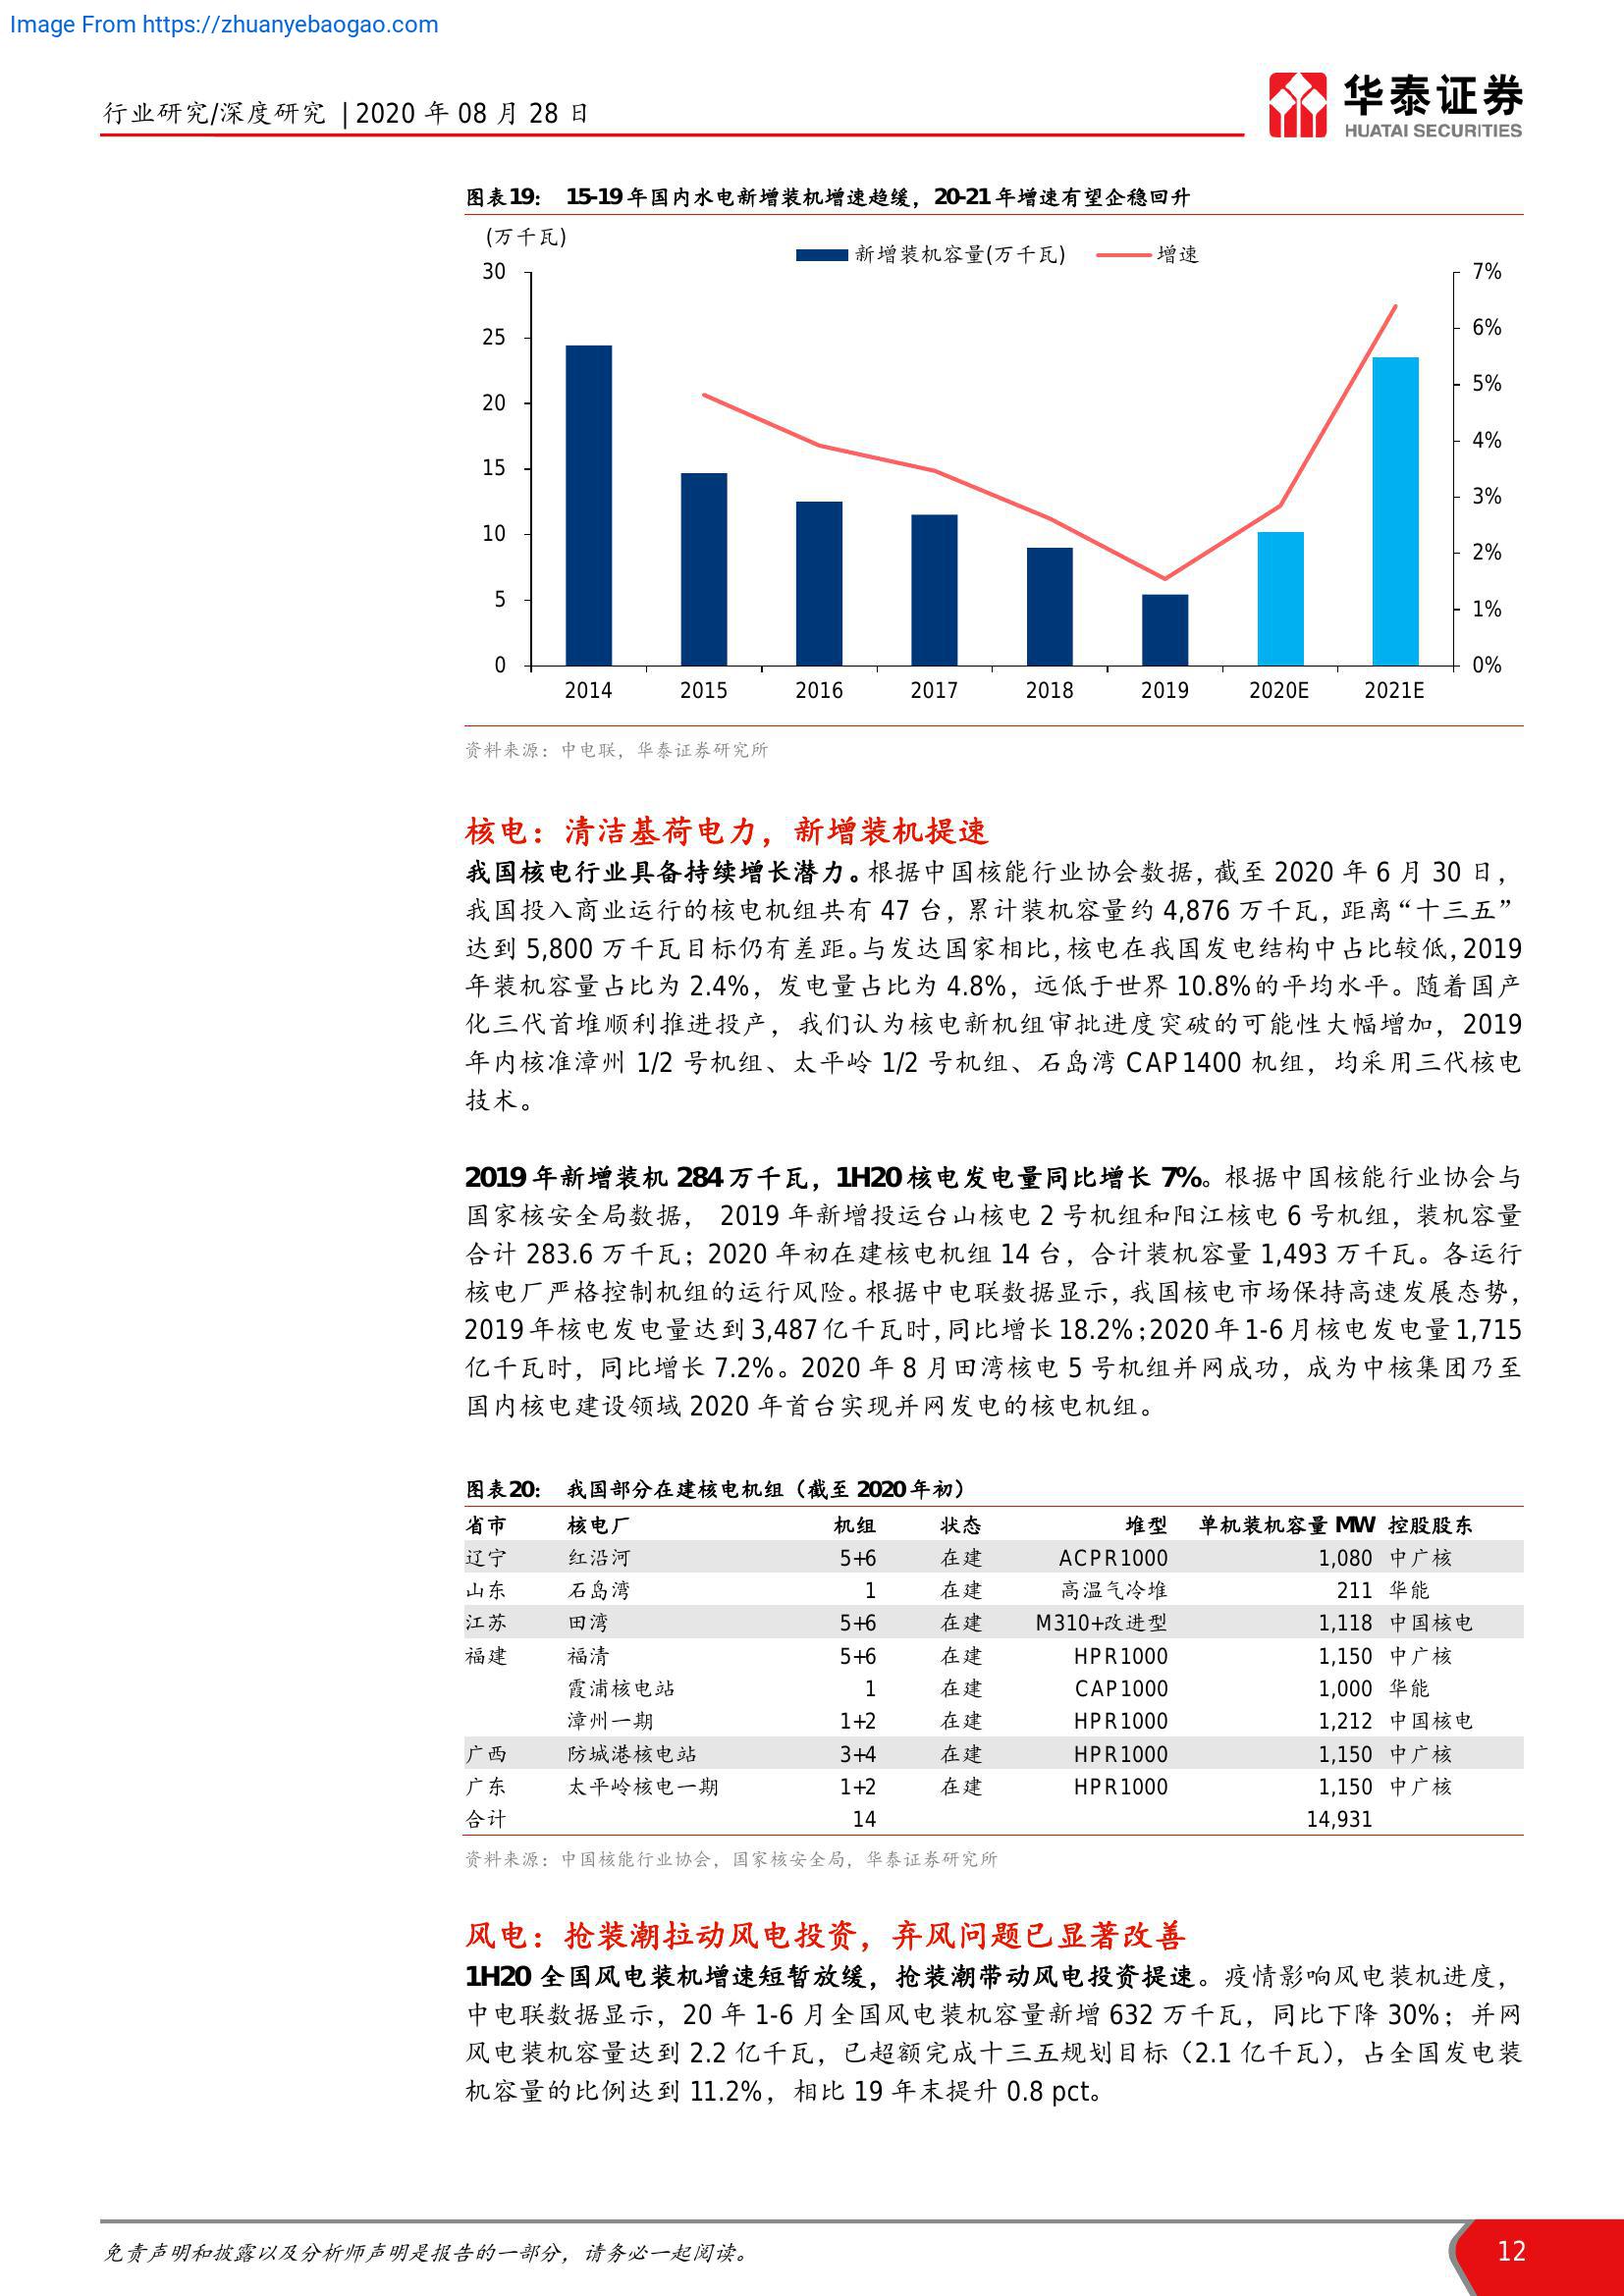 Image From https://zhuanyebaogao.com
行业研究/深度研究 | 2020 年 08 月 28 日
华泰证券
HUATAI SECURITIES
图表19： 15-19 年国内水电新增装机增速趋缓，20-21 年增速有望企稳回升
(万千瓦)
新增装机容量(万千瓦) 增速
30 7%
25 6%
20 5%
15 4%
10 3%
5 2%
0 1%
0%
2014 2015 2016 2017 2018 2019 2020E 2021E
资料来源：中电联，华泰证券研究所
核电：清洁基荷电力，新增装机提速
我国核电行业具备持续增长潜力。根据中国核能行业协会数据，截至 2020 年 6 月 30 日，
我国投入商业运行的核电机组共有 47 台，累计装机容量约 4,876 万千瓦，距离“十三五”
达到 5,800 万千瓦目标仍有差距。与发达国家相比，核电在我国发电结构中占比较低，2019
年装机容量占比为 2.4%，发电量占比为 4.8%，远低于世界 10.8%的平均水平。随着国产
化三代首堆顺利推进投产，我们认为核电新机组审批进度突破的可能性大幅增加，2019
年内核准漳州 1/2 号机组、太平岭 1/2 号机组、石岛湾 CAP1400 机组，均采用三代核电
技术。
2019 年新增装机 284 万千瓦，1H20 核电发电量同比增长 7%。根据中国核能行业协会与
国家核安全局数据， 2019 年新增投运台山核电 2 号机组和阳江核电 6 号机组，装机容量
合计 283.6 万千瓦；2020 年初在建核电机组 14 台，合计装机容量 1,493 万千瓦。各运行
核电厂严格控制机组的运行风险。根据中电联数据显示，我国核电市场保持高速发展态势，
2019 年核电发电量达到 3,487 亿千瓦时，同比增长 18.2%；2020 年 1-6 月核电发电量 1,715
亿千瓦时，同比增长 7.2%。2020 年 8 月田湾核电 5 号机组并网成功，成为中核集团乃至
国内核电建设领域 2020 年首台实现并网发电的核电机组。
图表20： 我国部分在建核电机组（截至 2020 年初）
省市 核电厂 机组 状态 堆型 单机装机容量 MW 控股股东
辽宁 红沿河 5+6 在建 ACPR1000 1,080 中广核
山东 石岛湾 1 在建 高温气冷堆 211 华能
江苏 田湾 5+6 在建 M310+改进型 1,118 中国核电
福建 福清 5+6 在建 HPR1000 1,150 中广核
霞浦核电站 1 在建 CAP1000 1,000 华能
漳州一期 1+2 在建 HPR1000 1,212 中国核电
广西 防城港核电站 3+4 在建 HPR1000 1,150 中广核
广东 太平岭核电一期 1+2 在建 HPR1000 1,150 中广核
合计 14 14,931
资料来源：中国核能行业协会，国家核安全局，华泰证券研究所
风电：抢装潮拉动风电投资，弃风问题已显著改善
1H20 全国风电装机增速短暂放缓，抢装潮带动风电投资提速。疫情影响风电装机进度，
中电联数据显示，20 年 1-6 月全国风电装机容量新增 632 万千瓦，同比下降 30%；并网
风电装机容量达到 2.2 亿千瓦，已超额完成十三五规划目标（2.1 亿千瓦），占全国发电装
机容量的比例达到 11.2%，相比 19 年末提升 0.8 pct。
免责声明和披露以及分析师声明是报告的一部分，请务必一起阅读。
12